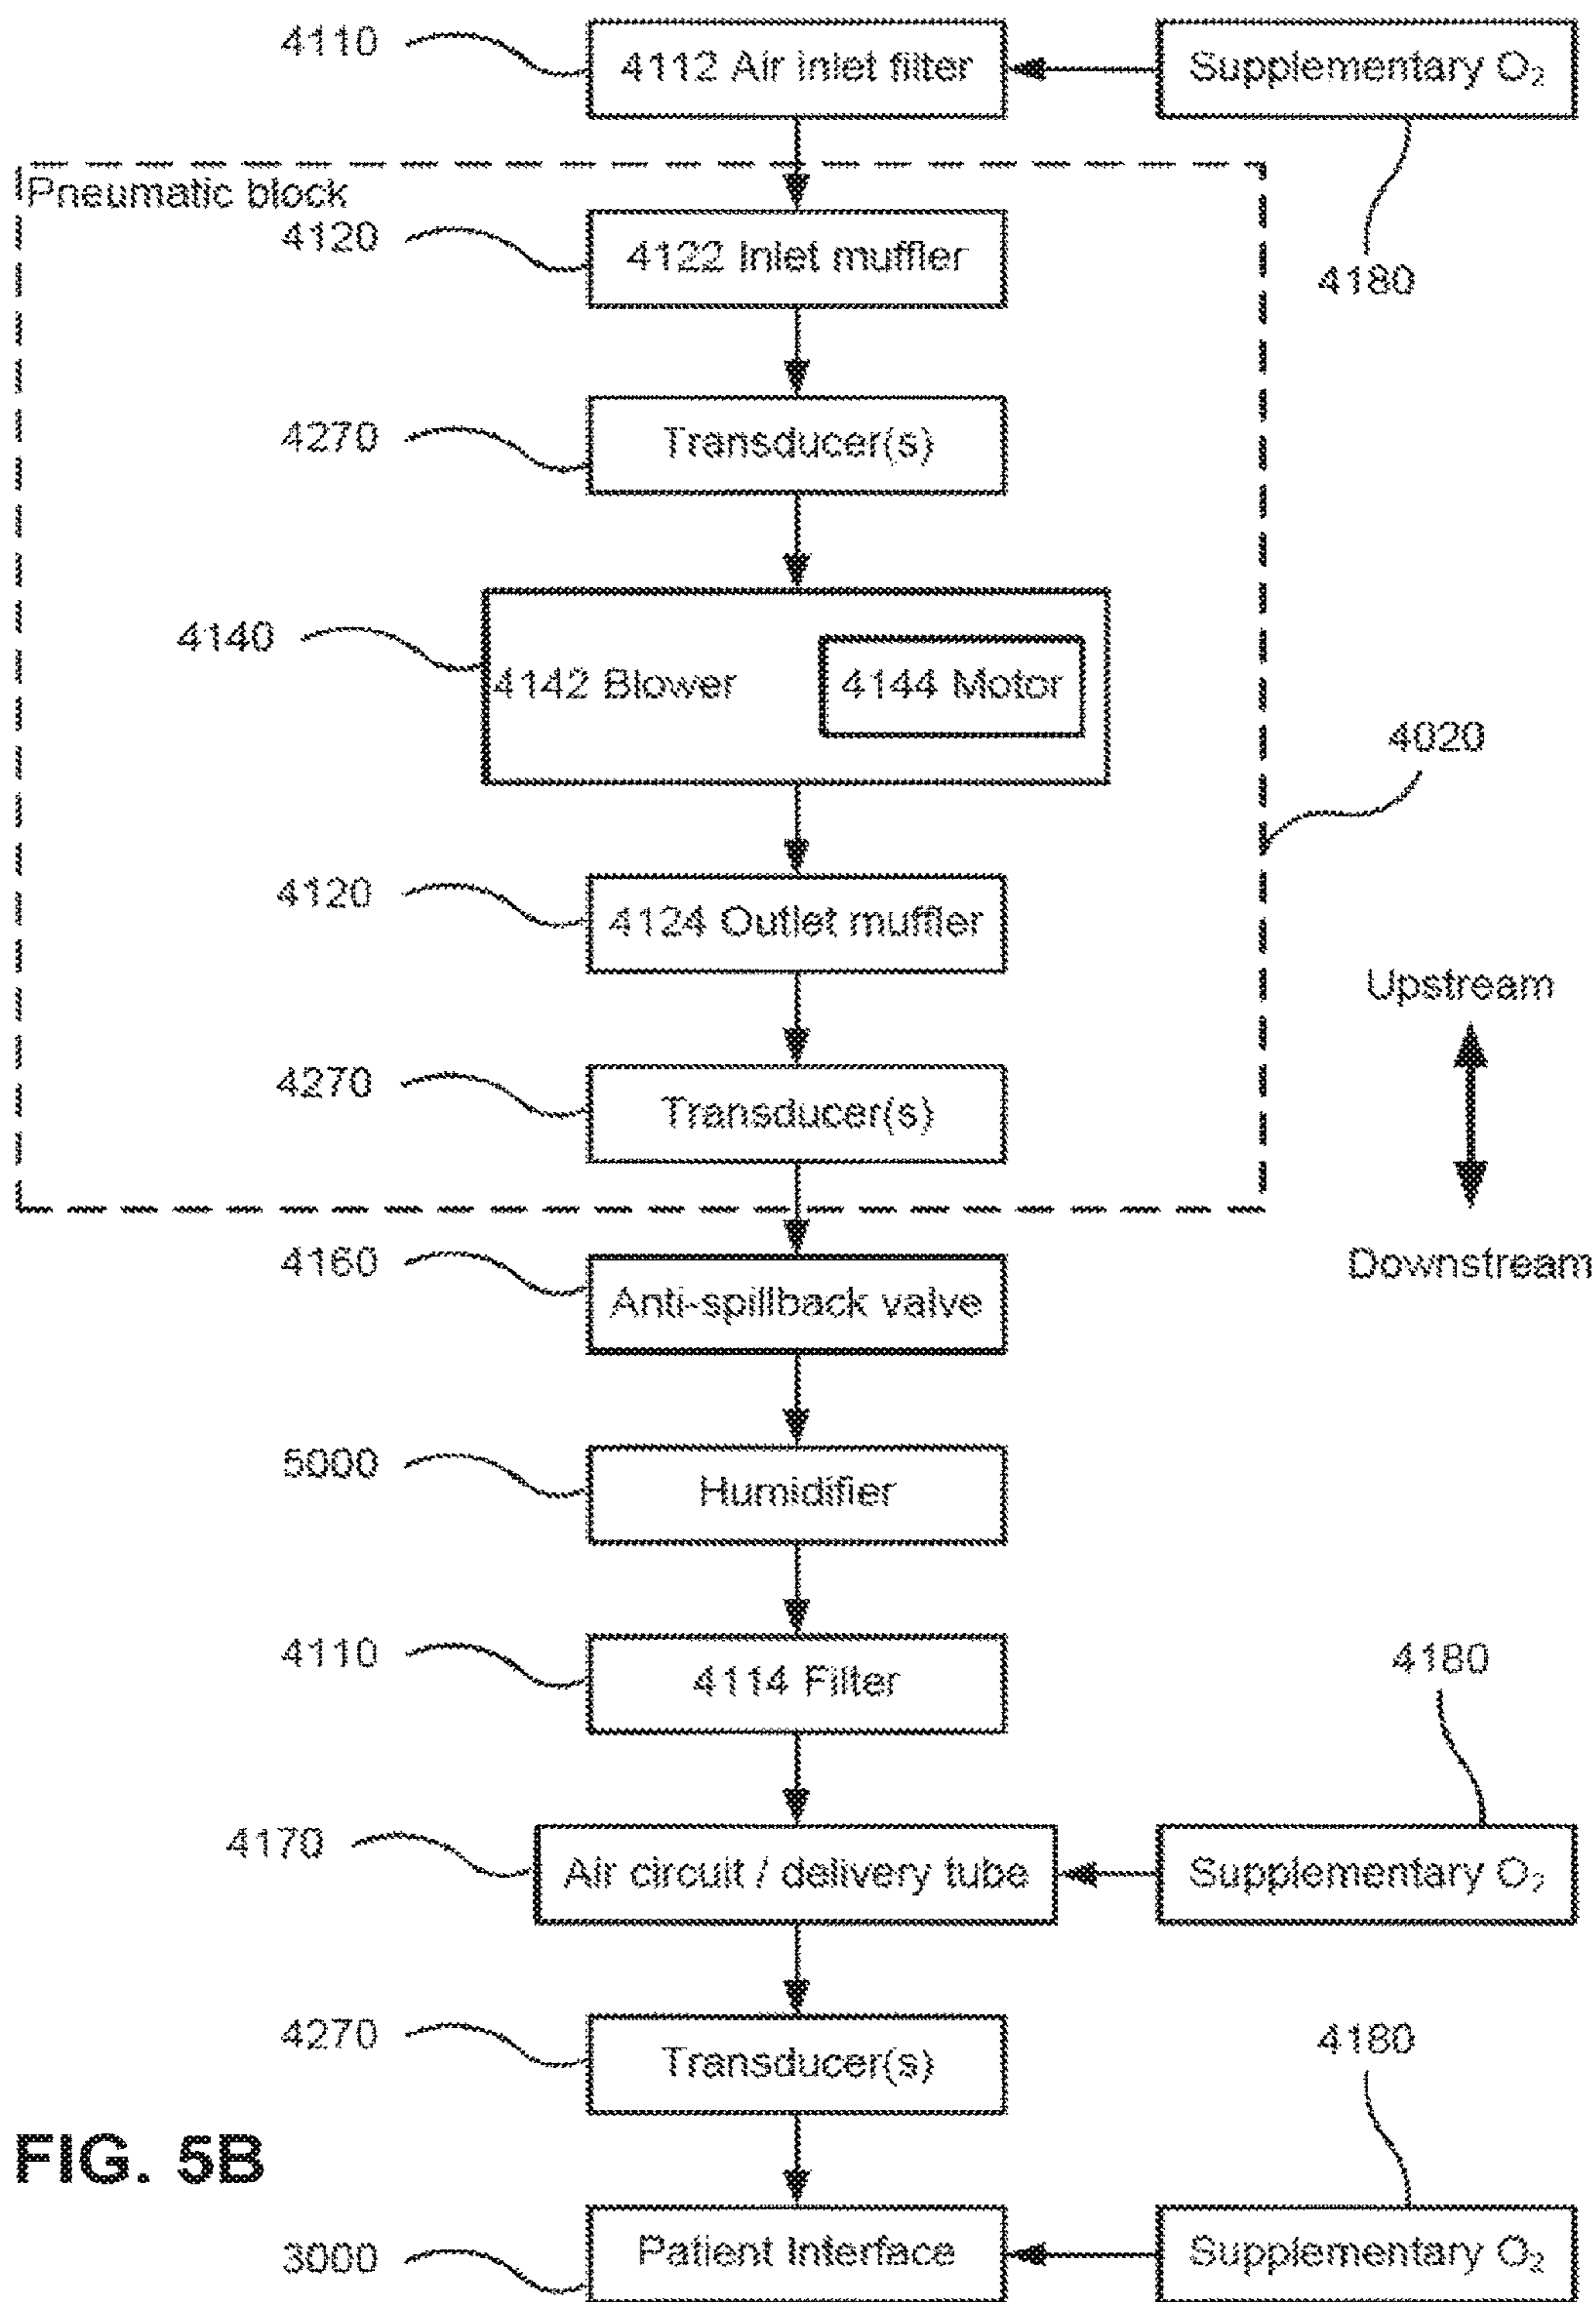 4110
4112 Air inlet filter
Supplementary O₂
Pneumatic block
4120
4122 Inlet muffler
4180
4270
Transducer(s)
4140
4142 Blower
4144 Motor
4020
4120
4124 Outlet muffler
Upstream
4270
Transducer(s)
4160
Anti-spillback valve
Downstream
5000
Humidifier
4110
4114 Filter
4180
4170
Air circuit / delivery tube
Supplementary O₂
4270
Transducer(s)
4180
FIG. 5B
3000
Patient Interface
Supplementary O₂